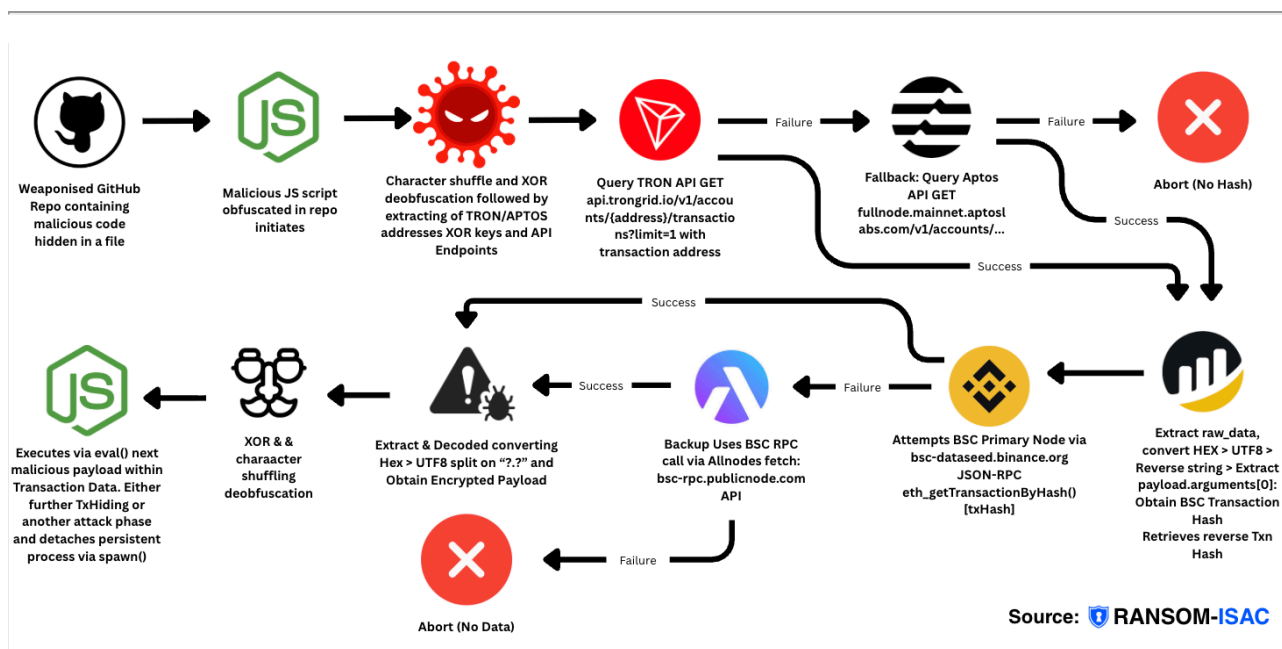 Weaponised GitHub
Repo containing
malicious code
hidden in a file
Malicious JS script
obfuscated in repo
initiates
Character shuffle and XOR
deobfuscation followed by
extracting of TRON/APTOS
addresses XOR keys and API
Endpoints
Query TRON API GET
api.trongrid.io/v1/accou
nts/{address}/transactio
ns?limit=1 with
transaction address
Failure
Fallback: Query Aptos
API GET
fullnode.mainnet.aptosl
abs.com/v1/accounts/...
Failure
Abort (No Hash)
Success
Success
Success
JS
Executes via eval() next
malicious payload within
Transaction Data. Either
further TxHiding or
another attack phase
and detaches persistent
process via spawn()
XOR & &
charaacter
shuffling
deobfuscation
Extract & Decoded converting
Hex > UTF8 split on “?.?” and
Obtain Encrypted Payload
Success
Backup Uses BSC RPC
call via Allnodes fetch:
bsc-rpc.publicnode.com
API
Failure
Attempts BSC Primary Node via
bsc-dataseed.binance.org
JSON-RPC
eth_getTransactionByHash()
[txHash]
Extract raw_data,
convert HEX > UTF8 >
Reverse string > Extract
payload.arguments[0]:
Obtain BSC Transaction
Hash
Retrieves reverse Txn
Hash
Failure
Abort (No Data)
JS
Source: RANSOM-ISAC